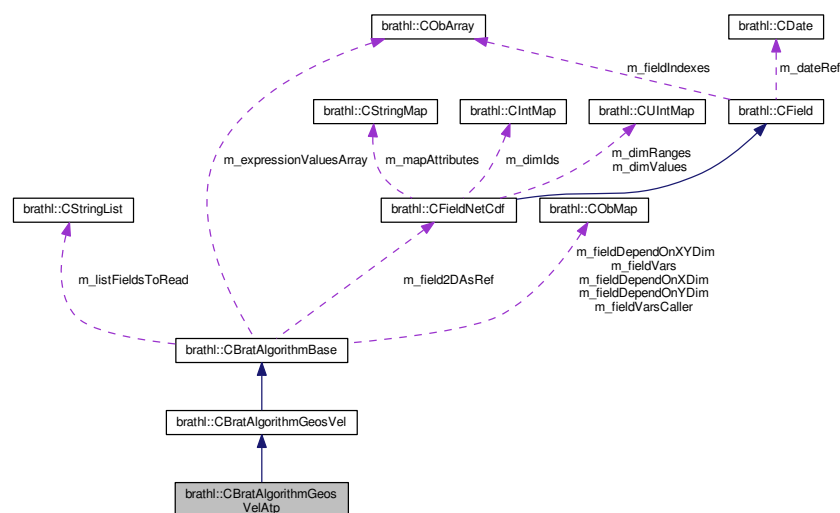 brathl::CObArray
brathl::CDate
m_fieldIndexes
m_dateRef
brathl::CStringMap
brathl::CIntMap
brathl::CUIntMap
brathl::CField
m_expressionValuesArray
m_mapAttributes
m_dimIds
m_dimRanges
m_dimValues
brathl::CStringList
brathl::CFieldNetCdf
brathl::CObMap
m_listFieldsToRead
m_field2DAsRef
m_fieldDependOnXYDim
m_fieldVars
m_fieldDependOnXDim
m_fieldDependOnYDim
m_fieldVarsCaller
brathl::CBratAlgorithmBase
brathl::CBratAlgorithmGeosVel
brathl::CBratAlgorithmGeos
VelAtp